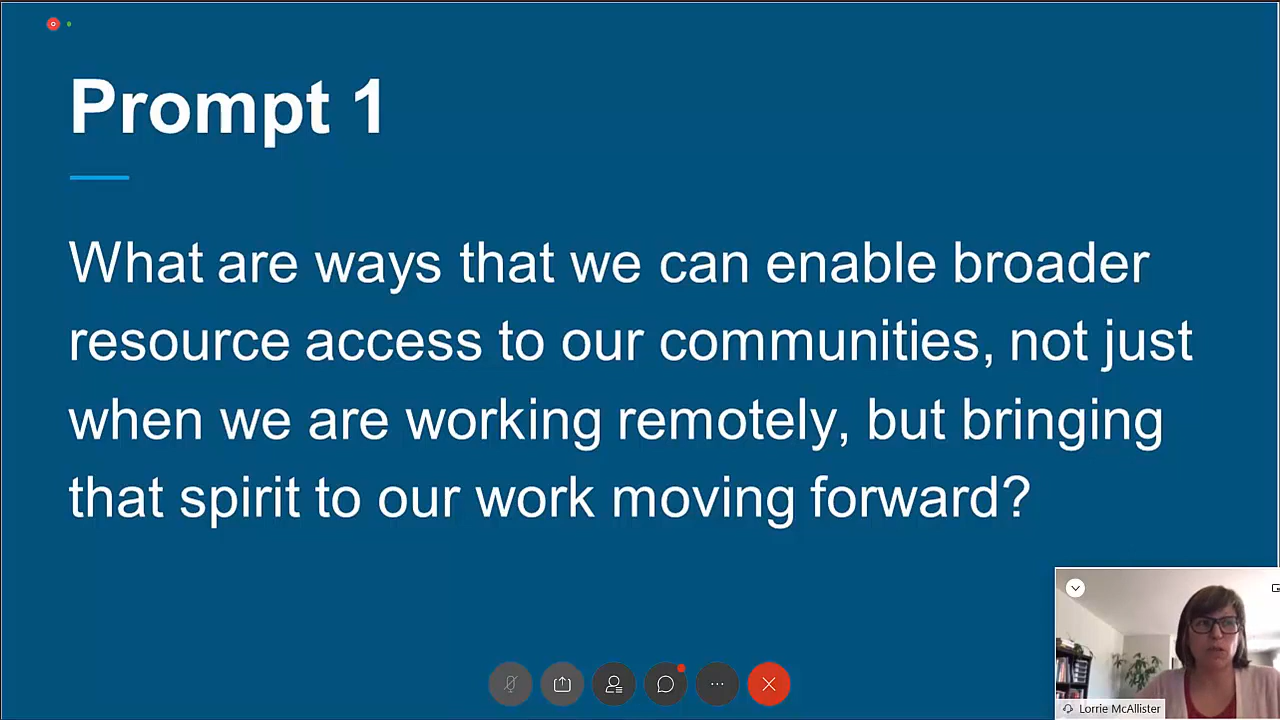 Prompt 1
What are ways that we can enable broader
resource access to our communities, not just
when we are working remotely, but bringing
that spirit to our work moving forward?
Lorrie McAllister